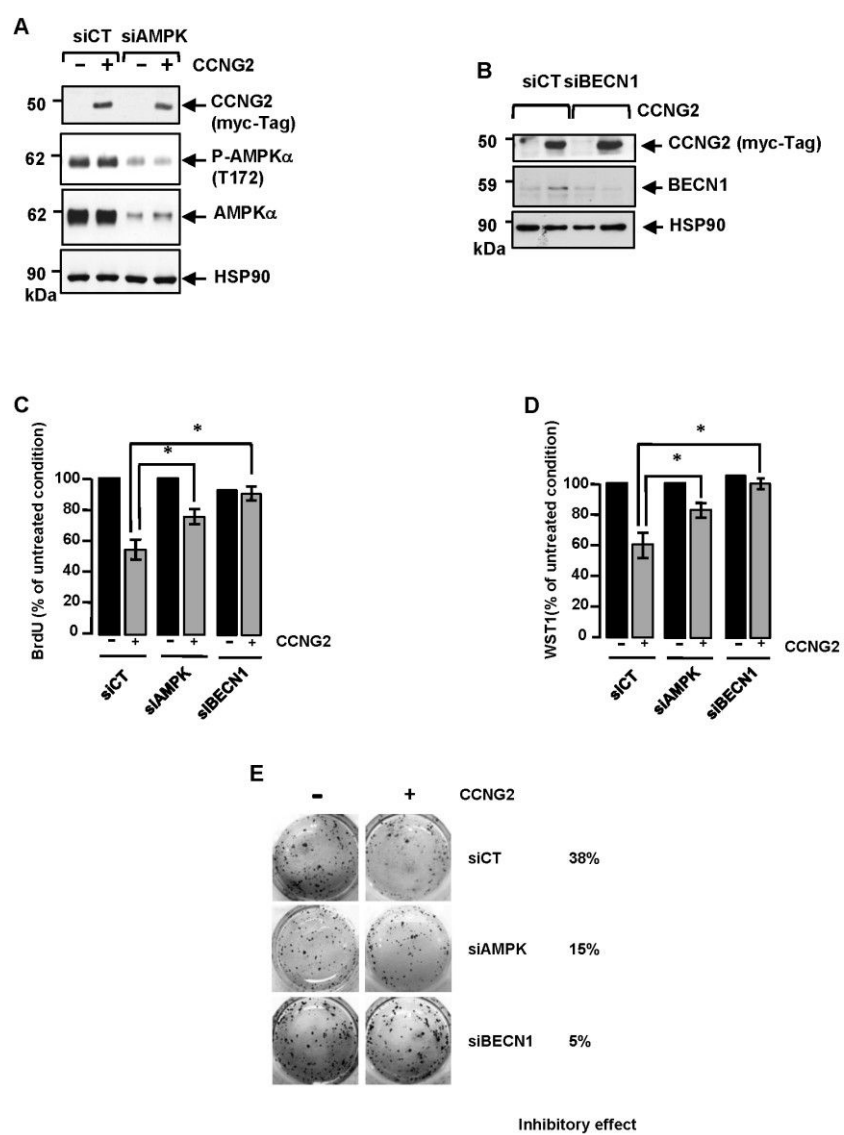 A
siCT siAMPK
– + – + CCNG2
50 CCNG2
(myc-Tag)
62 P-AMPKα
(T172)
62 AMPKα
90 HSP90
kDa
B
siCT siBECN1
CCNG2
50 CCNG2 (myc-Tag)
59 BECN1
90 HSP90
kDa
C
BrdU (% of untreated condition)
* *
100
80
60
40
20
0
- + - + - + CCNG2
siCT siAMPK siBECN1
D
WST1(% of untreated condition)
* *
100
80
60
40
20
0
- + - + - + CCNG2
siCT siAMPK siBECN1
E
- + CCNG2
siCT 38%
siAMPK 15%
siBECN1 5%
Inhibitory effect